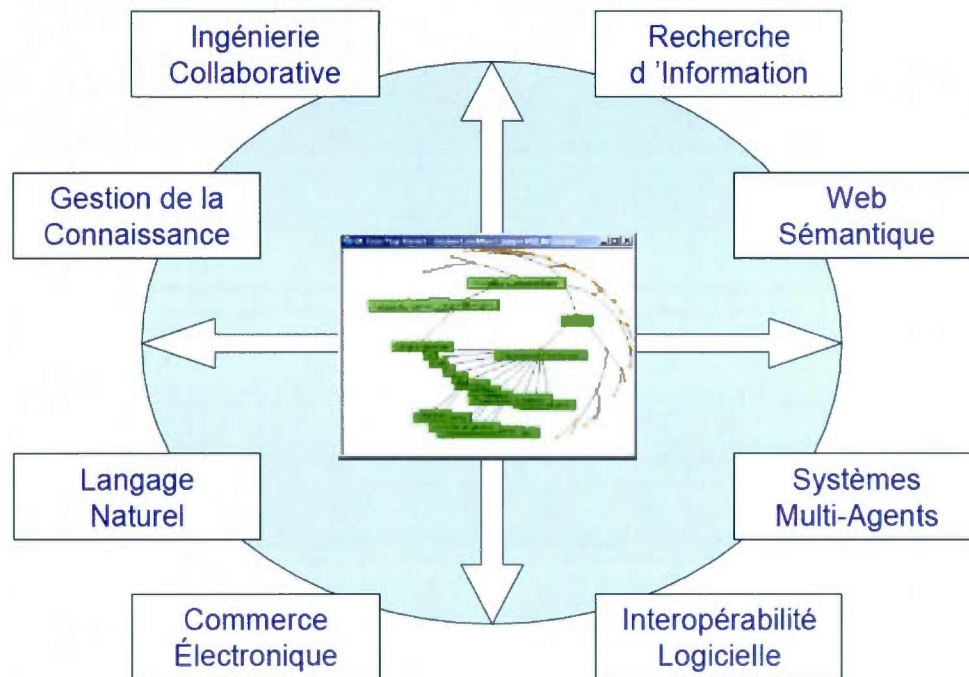 Ingénierie
Collaborative
Recherche
d 'Information
Gestion de la
Connaissance
Web
Sémantique
Langage
Naturel
Systèmes
Multi-Agents
Commerce
Électronique
Interopérabilité
Logicielle